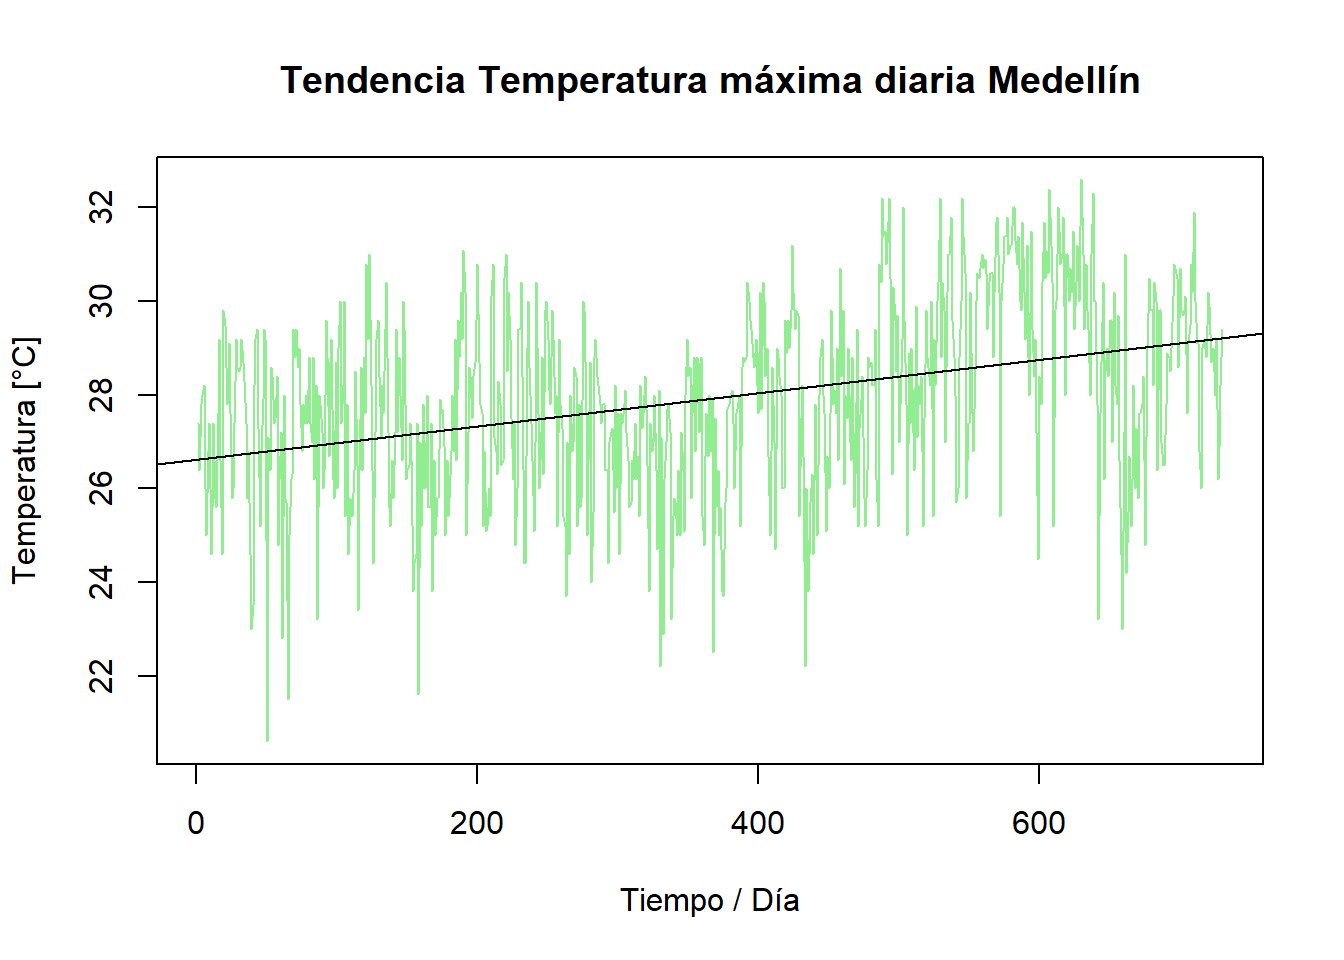 Tendencia Temperatura máxima diaria Medellín
Temperatura [°C]
32
30
28
26
24
22
0 200 400 600
Tiempo / Día